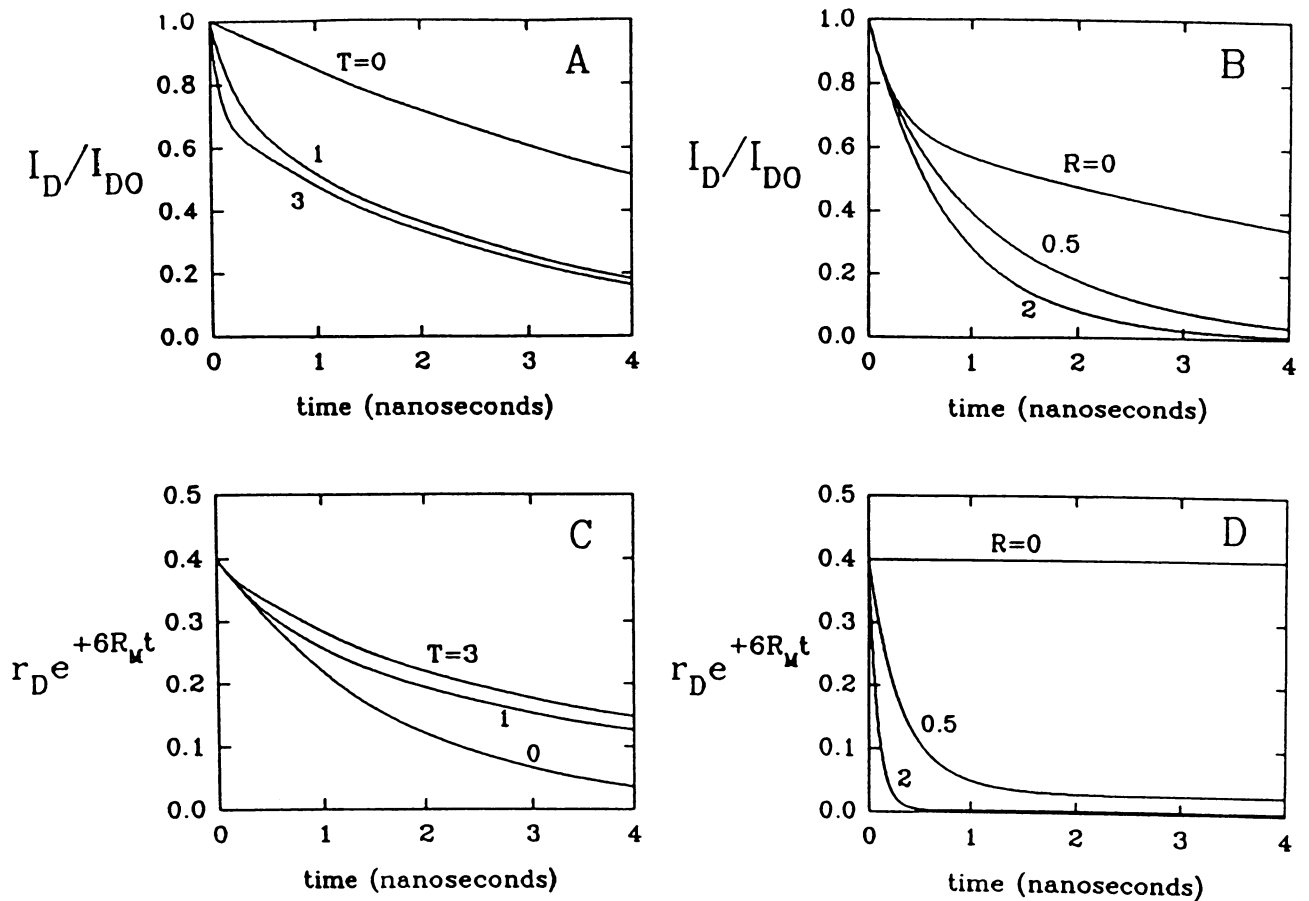 A
I_D/I_DO
1.0
0.8
0.6
0.4
0.2
0.0
T=0
1
3
0 1 2 3 4
time (nanoseconds)
B
I_D/I_DO
1.0
0.8
0.6
0.4
0.2
0.0
R=0
0.5
2
0 1 2 3 4
time (nanoseconds)
C
r_D e^{+6R_M t}
0.5
0.4
0.3
0.2
0.1
0.0
T=3
1
0
0 1 2 3 4
time (nanoseconds)
D
r_D e^{+6R_M t}
0.5
0.4
0.3
0.2
0.1
0.0
R=0
0.5
2
0 1 2 3 4
time (nanoseconds)